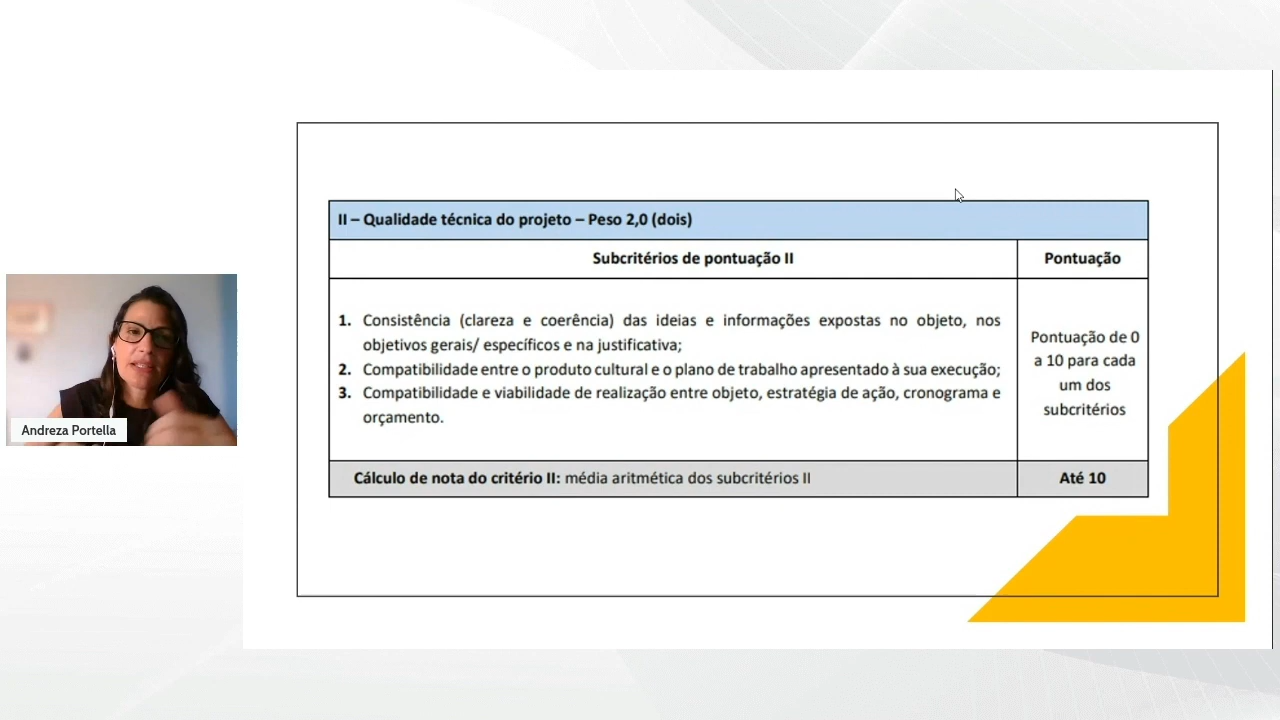 II – Qualidade técnica do projeto – Peso 2,0 (dois)
Subcritérios de pontuação II
Pontuação
1. Consistência (clareza e coerência) das ideias e informações expostas no objeto, nos
objetivos gerais/ específicos e na justificativa;
2. Compatibilidade entre o produto cultural e o plano de trabalho apresentado à sua execução;
3. Compatibilidade e viabilidade de realização entre objeto, estratégia de ação, cronograma e
orçamento.
Pontuação de 0
a 10 para cada
um dos
subcritérios
Cálculo de nota do critério II: média aritmética dos subcritérios II
Até 10
Andreza Portella